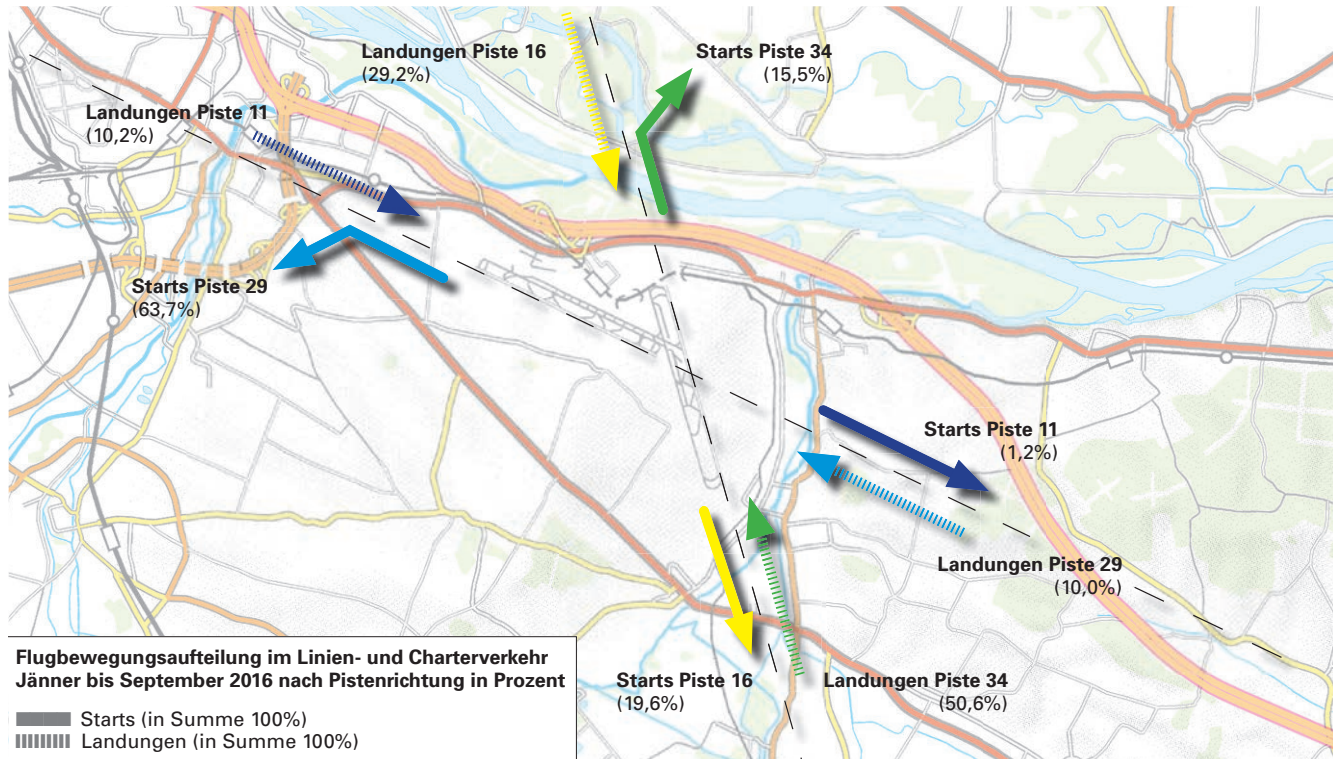 Landungen Piste 16
(29,2%)
Starts Piste 34
(15,5%)
Landungen Piste 11
(10,2%)
Starts Piste 29
(63,7%)
Starts Piste 11
(1,2%)
Landungen Piste 29
(10,0%)
Starts Piste 16
(19,6%)
Landungen Piste 34
(50,6%)
Flugbewegungsaufteilung im Linien- und Charterverkehr
Jänner bis September 2016 nach Pistenrichtung in Prozent
Starts (in Summe 100%)
Landungen (in Summe 100%)